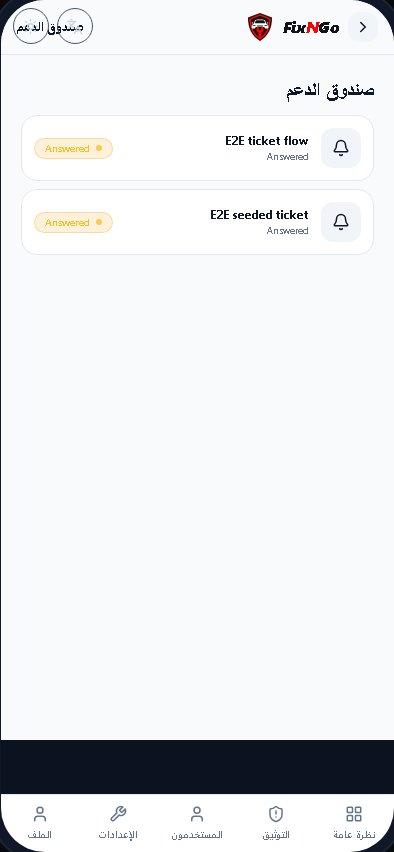 FixNGo
صندوق الدعم
صندوق الدعم
E2E ticket flow
Answered
Answered
E2E seeded ticket
Answered
Answered
نظرة عامة
التوثيق
المستخدمون
الإعدادات
الملف